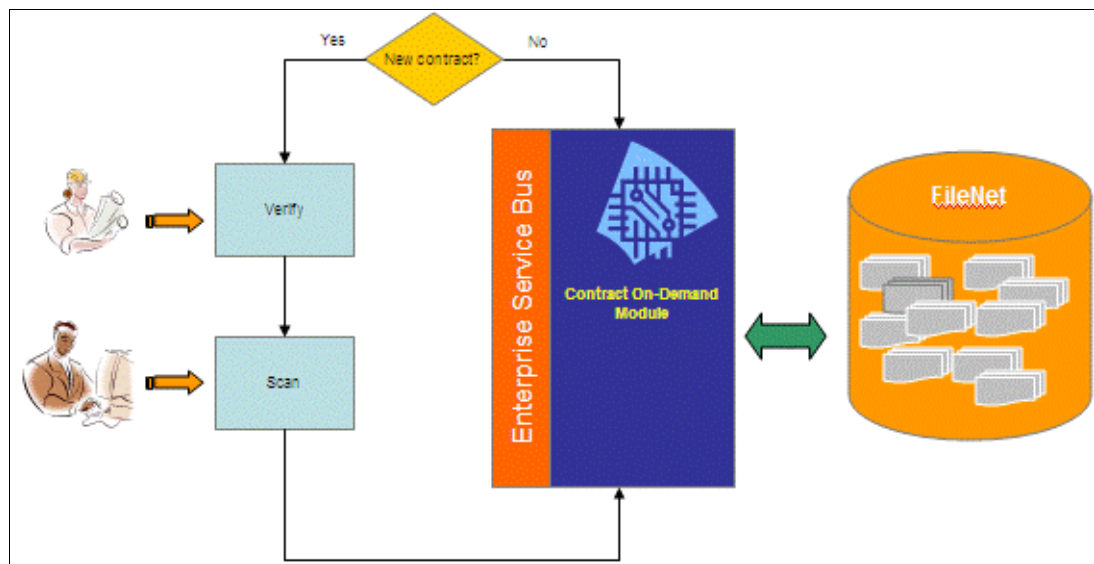 Yes
New contract?
No
Verify
Scan
Enterprise Service Bus
Contract On-Demand
Module
FileNet